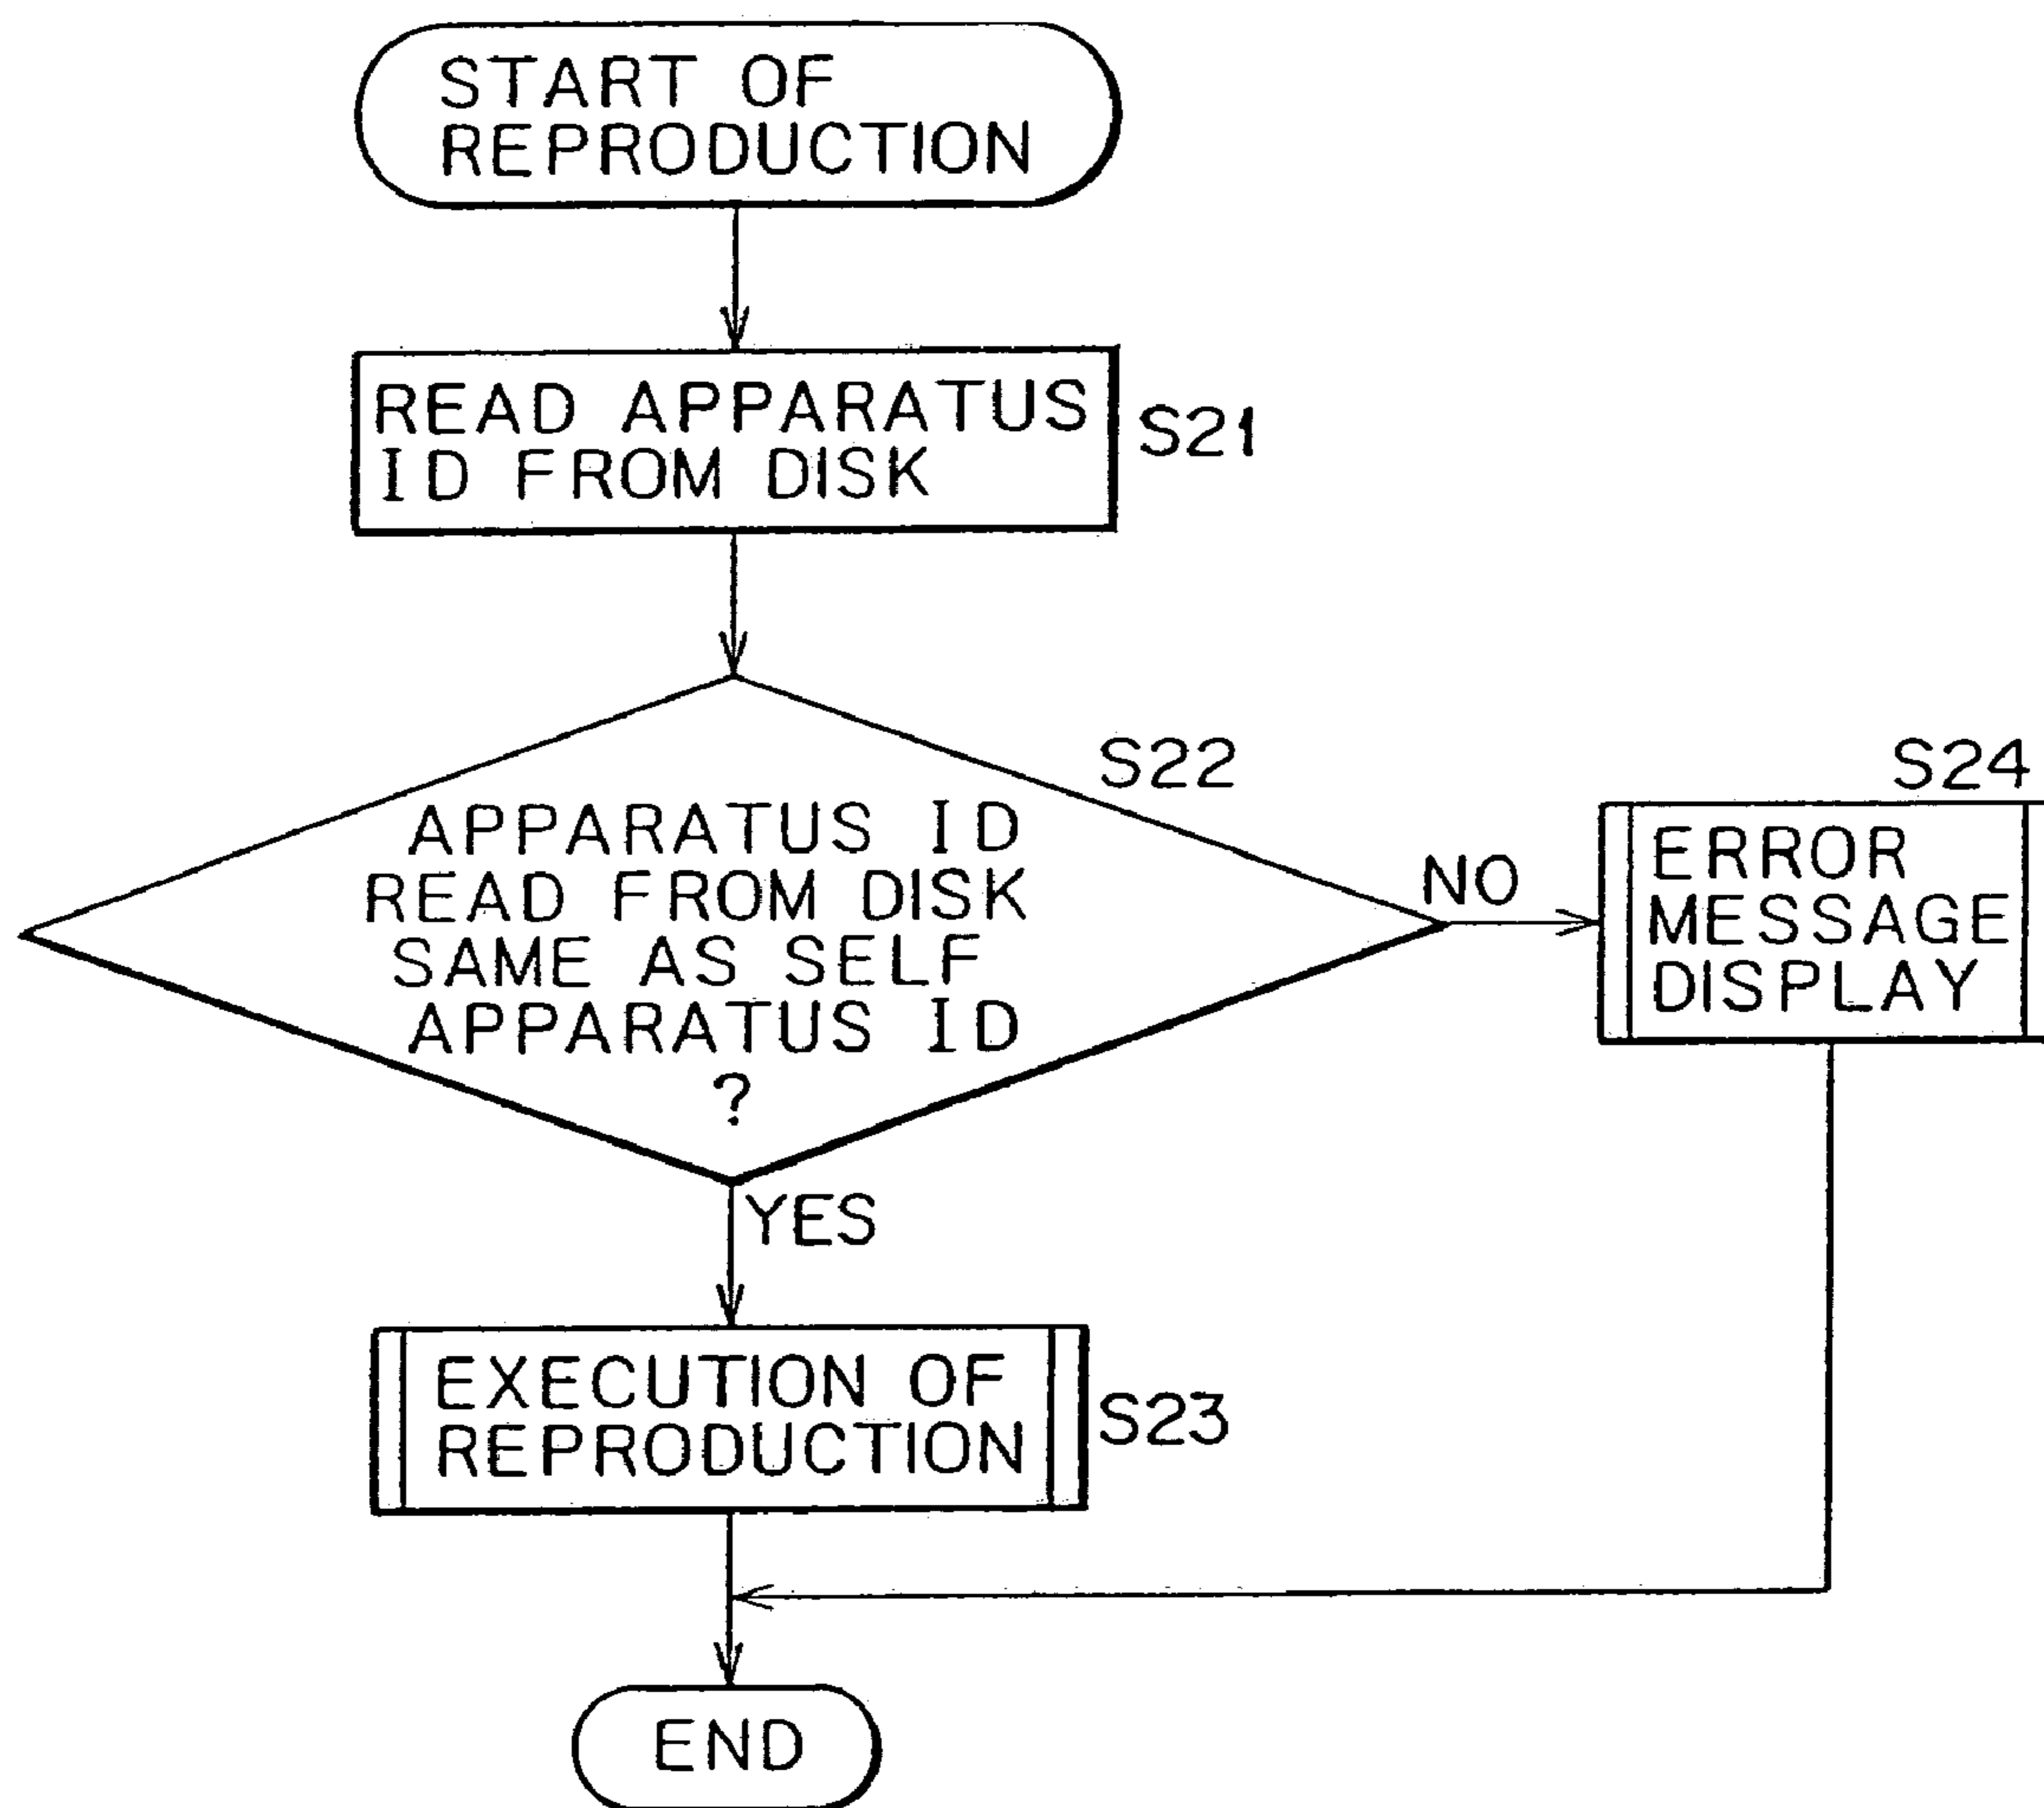 START OF
REPRODUCTION
READ APPARATUS
ID FROM DISK
S21
S22
APPARATUS ID
READ FROM DISK
SAME AS SELF
APPARATUS ID
?
NO
S24
ERROR
MESSAGE
DISPLAY
YES
EXECUTION OF
REPRODUCTION
S23
END